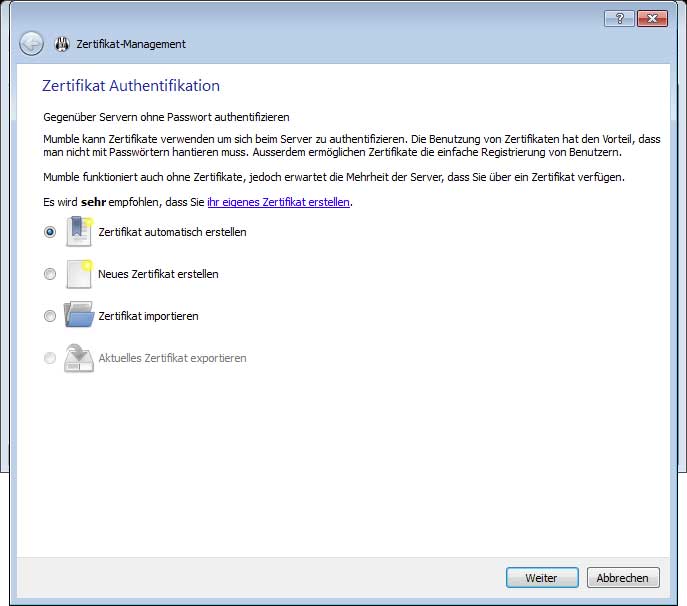 Zertifikat-Management
Zertifikat Authentifikation
Gegenüber Servern ohne Passwort authentifizieren
Mumble kann Zertifikate verwenden um sich beim Server zu authentifizieren. Die Benutzung von Zertifikaten hat den Vorteil, dass
man nicht mit Passwörtern hantieren muss. Ausserdem ermöglichen Zertifikate die einfache Registrierung von Benutzern.
Mumble funktioniert auch ohne Zertifikate, jedoch erwartet die Mehrheit der Server, dass Sie über ein Zertifikat verfügen.
Es wird sehr empfohlen, dass Sie ihr eigenes Zertifikat erstellen.
Zertifikat automatisch erstellen
Neues Zertifikat erstellen
Zertifikat importieren
Aktuelles Zertifikat exportieren
Weiter
Abbrechen